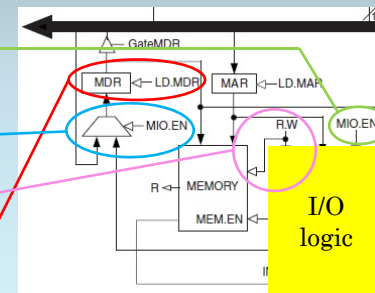 GateMDR
MDR
LD.MDR
MAR
LD.MAR
MIO.EN
R.W
MIO.EN
R
MEMORY
MEM.EN
I/O
logic